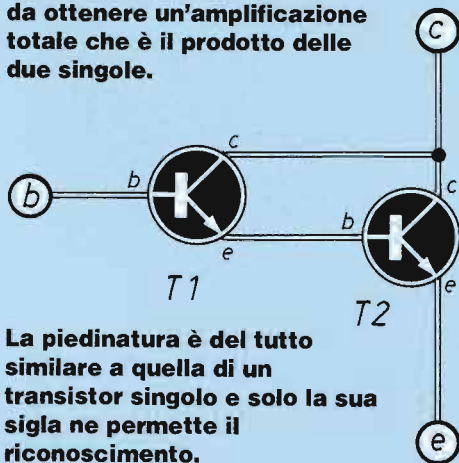 da ottenere un'amplificazione
totale che è il prodotto delle
due singole.
c
b
b
c
e
T1
b
c
e
T2
La piedinatura è del tutto
similare a quella di un
transistor singolo e solo la sua
sigla ne permette il
riconoscimento.
e